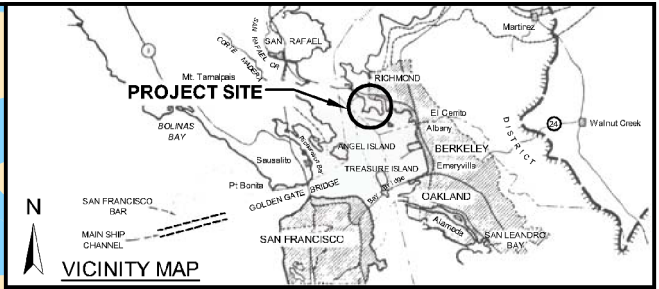 Martinez
SAN RAFAEL CR
SAN RAFAEL
CORTE MADERA
1
Mt. Tamalpais
RICHMOND
PROJECT SITE
El Cerrito
24
Walnut Creek
BOLINAS
BAY
Albany
DISTRICT
Richardson Bay
ANGEL ISLAND
BERKELEY
Sausalito
TREASURE ISLAND
Emeryville
Pt. Bonita
GOLDEN GATE BRIDGE
Bay Bridge
OAKLAND
N
SAN FRANCISCO
BAR
Alameda
MAIN SHIP
CHANNEL
SAN FRANCISCO
SAN LEANDRO
BAY
VICINITY MAP